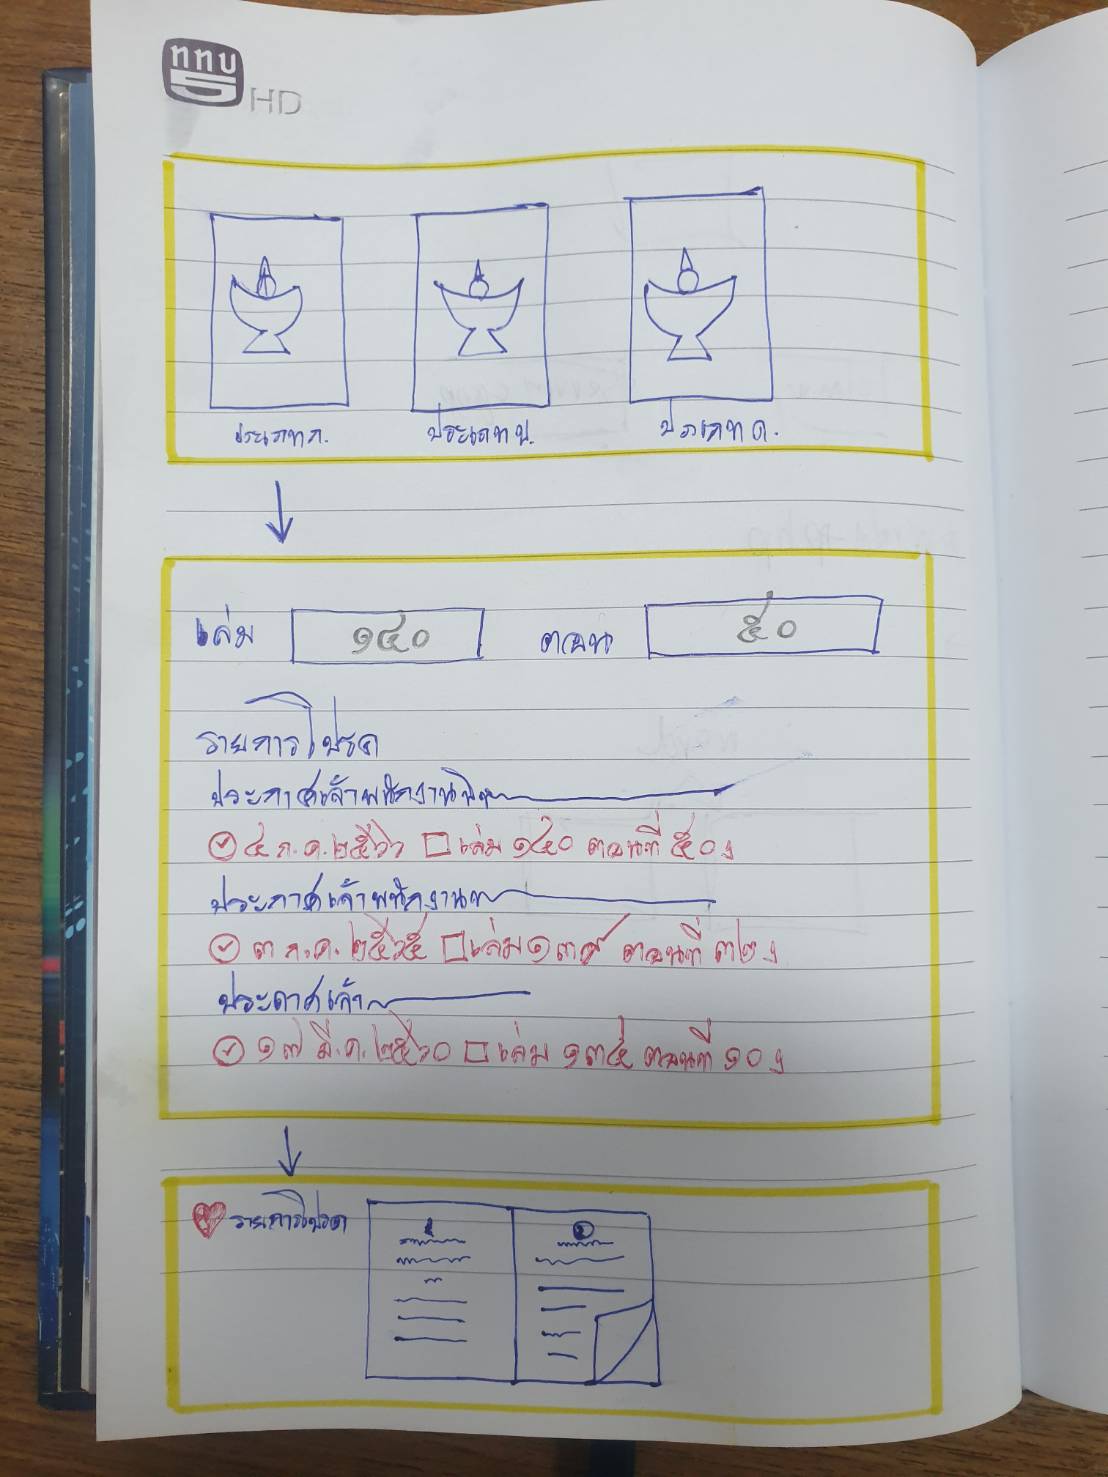 ททบ
5 HD
ประเภท ก.
ประเภท ข.
ประเภท ค.
เล่ม ๑๔๐ ตอน ๕๐
รายการโปรด
ประกาศเจ้าพนักงาน
๔ ก.ค. ๒๕๖๖ เล่ม ๑๔๐ ตอนที่ ๕๐ง
ประกาศเจ้าพนักงาน
๓ ก.ค. ๒๕๖๕ เล่ม ๑๓๙ ตอนที่ ๓๒ง
ประกาศเจ้า
๑๗ มี.ค. ๒๕๖๐ เล่ม ๑๓๔ ตอนที่ ๑๐ง
รายการโปรด